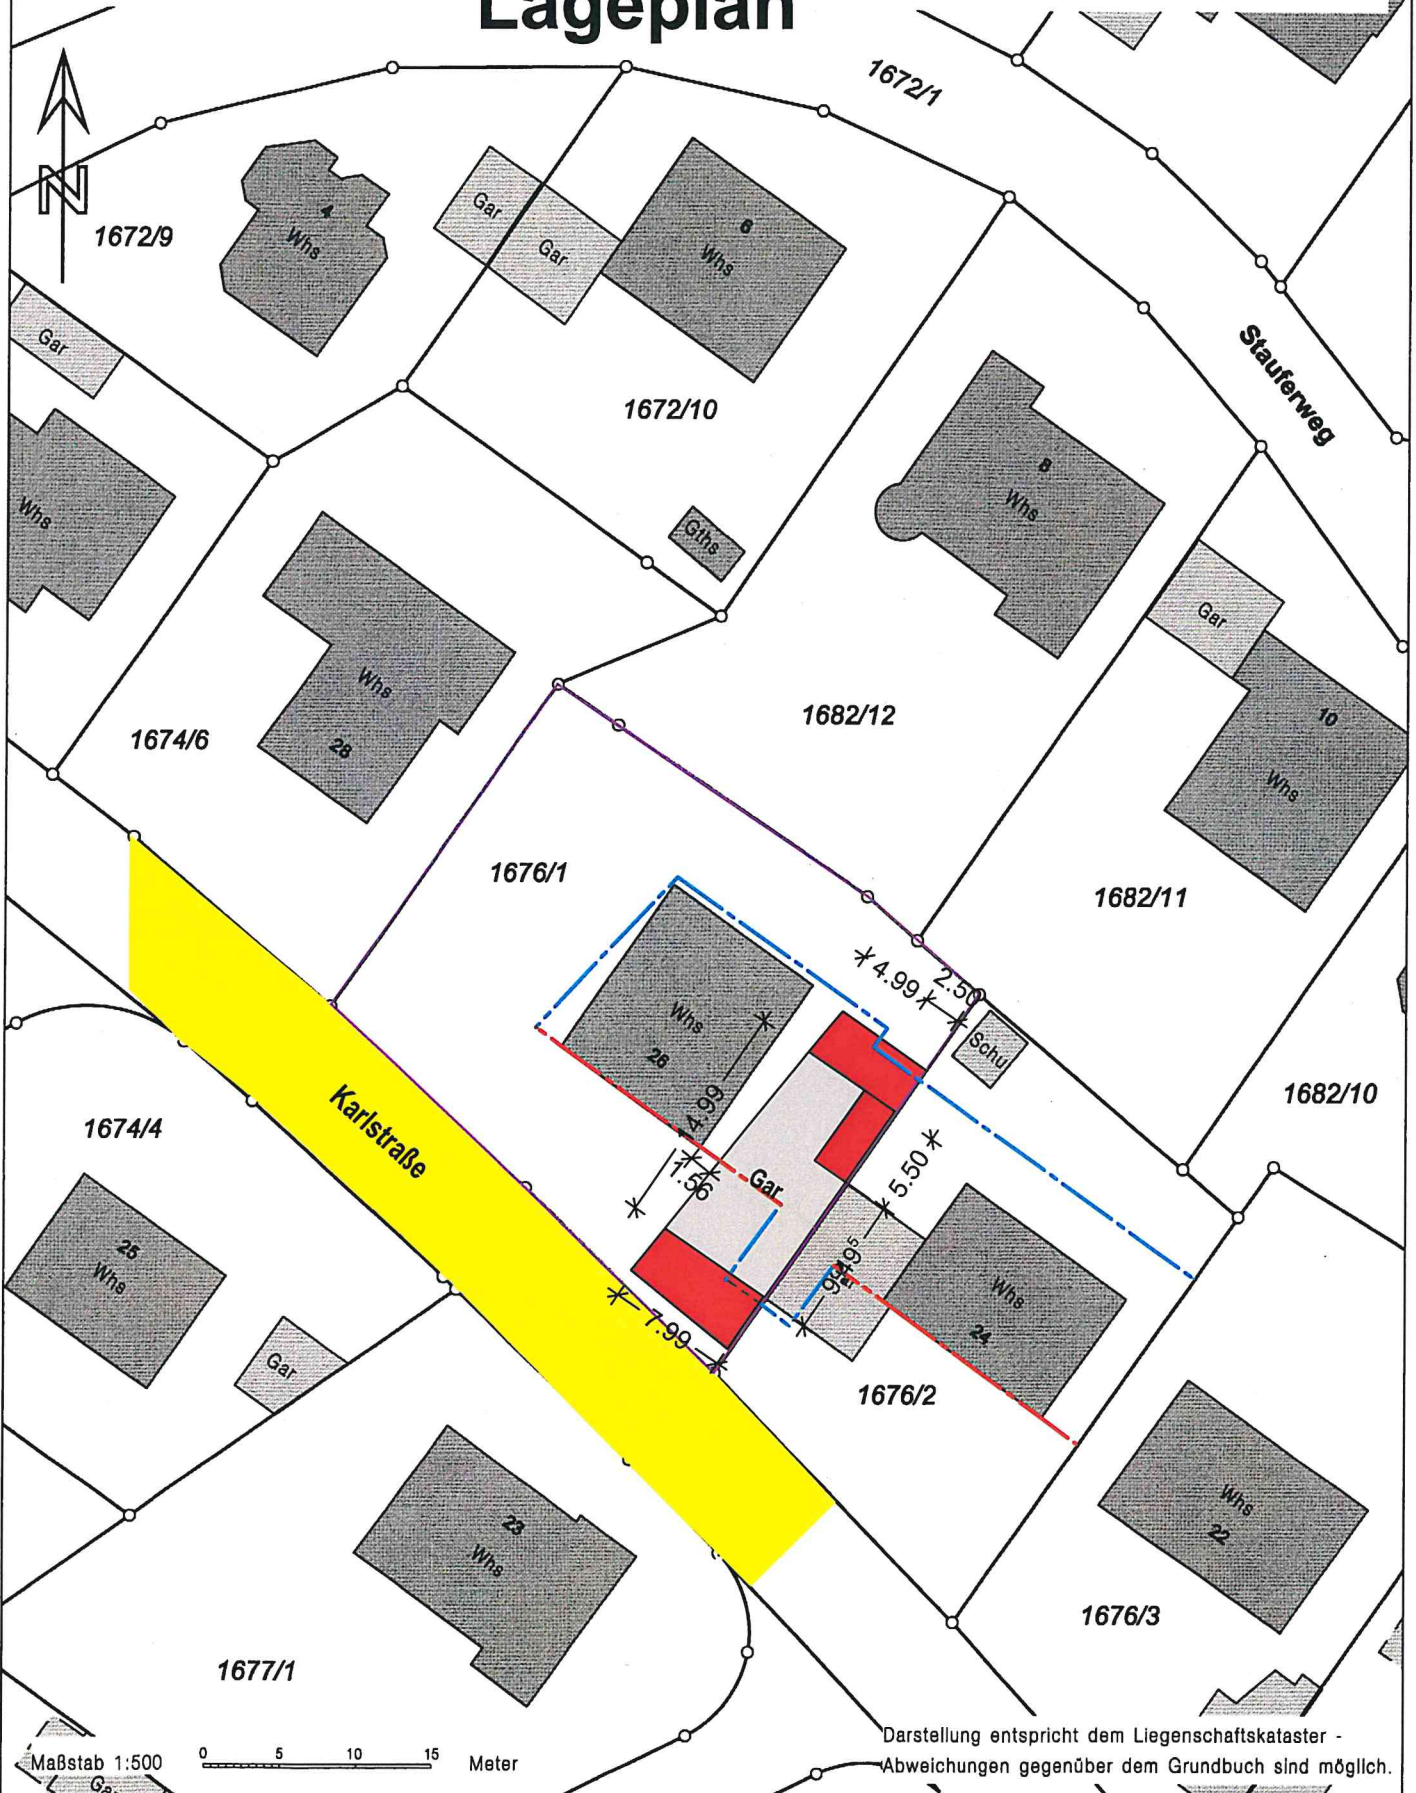 Lageplan
1672/1
N
1672/9
4
Whs
Gar
Gar
6
Whs
Gar
Stauferweg
1672/10
8
Whs
Whs
Gths
Gar
Whs
28
1674/6
1682/12
10
Whs
1676/1
1682/11
4.99
2.50
Whs
26
Schu
1682/10
Karlstraße
1674/4
4.99
1.56
Gar
5.50
25
Whs
Whs
24
7.99
Gar
1676/2
23
Whs
Whs
22
1676/3
1677/1
Maßstab 1:500
0 5 10 15 Meter
Darstellung entspricht dem Liegenschaftskataster -
Abweichungen gegenüber dem Grundbuch sind möglich.